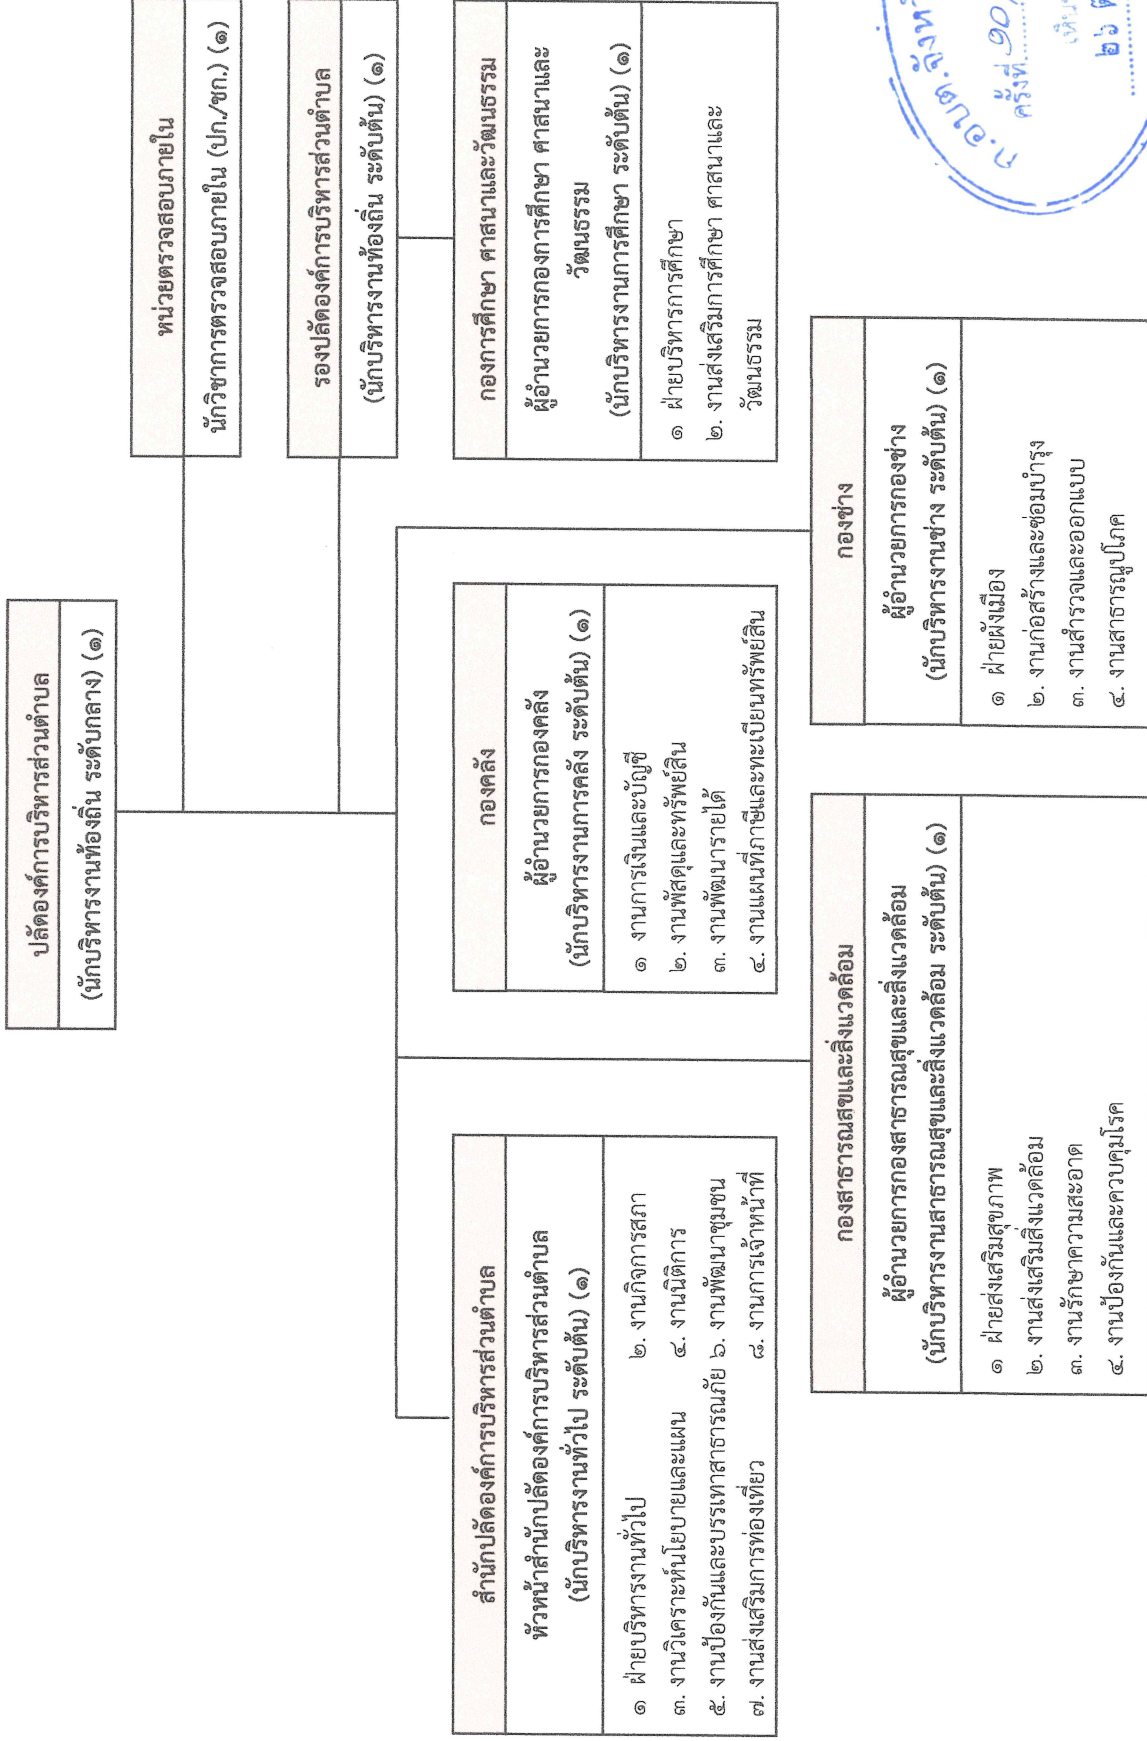 ปลัดองค์การบริหารส่วนตำบล
(นักบริหารงานท้องถิ่น ระดับกลาง) (๑)
หน่วยตรวจสอบภายใน
นักวิชาการตรวจสอบภายใน (ปก./ชก.) (๑)
รองปลัดองค์การบริหารส่วนตำบล
(นักบริหารงานท้องถิ่น ระดับต้น) (๑)
สำนักปลัดองค์การบริหารส่วนตำบล
หัวหน้าสำนักปลัดองค์การบริหารส่วนตำบล
(นักบริหารงานทั่วไป ระดับต้น) (๑)
๑ ฝ่ายบริหารงานทั่วไป ๒. งานกิจการสภา
๓. งานวิเคราะห์นโยบายและแผน ๔. งานนิติการ
๕. งานป้องกันและบรรเทาสาธารณภัย ๖. งานพัฒนาชุมชน
๗. งานส่งเสริมการท่องเที่ยว ๘. งานการเจ้าหน้าที่
กองคลัง
ผู้อำนวยการกองคลัง
(นักบริหารงานการคลัง ระดับต้น) (๑)
๑ งานการเงินและบัญชี
๒. งานพัสดุและทรัพย์สิน
๓. งานพัฒนารายได้
๔. งานแผนที่ภาษีและทะเบียนทรัพย์สิน
กองการศึกษา ศาสนาและวัฒนธรรม
ผู้อำนวยการกองการศึกษา ศาสนาและ
วัฒนธรรม
(นักบริหารงานการศึกษา ระดับต้น) (๑)
๑ ฝ่ายบริหารการศึกษา
๒. งานส่งเสริมการศึกษา ศาสนาและ
วัฒนธรรม
กองสาธารณสุขและสิ่งแวดล้อม
ผู้อำนวยการกองสาธารณสุขและสิ่งแวดล้อม
(นักบริหารงานสาธารณสุขและสิ่งแวดล้อม ระดับต้น) (๑)
๑ ฝ่ายส่งเสริมสุขภาพ
๒. งานส่งเสริมสิ่งแวดล้อม
๓. งานรักษาความสะอาด
๔. งานป้องกันและควบคุมโรค
กองช่าง
ผู้อำนวยการกองช่าง
(นักบริหารงานช่าง ระดับต้น) (๑)
๑ ฝ่ายผังเมือง
๒. งานก่อสร้างและซ่อมบำรุง
๓. งานสำรวจและออกแบบ
๔. งานสาธารณูปโภค
ก.อบต.จังหวั
ครั้งที่ ๑๐
๒๖